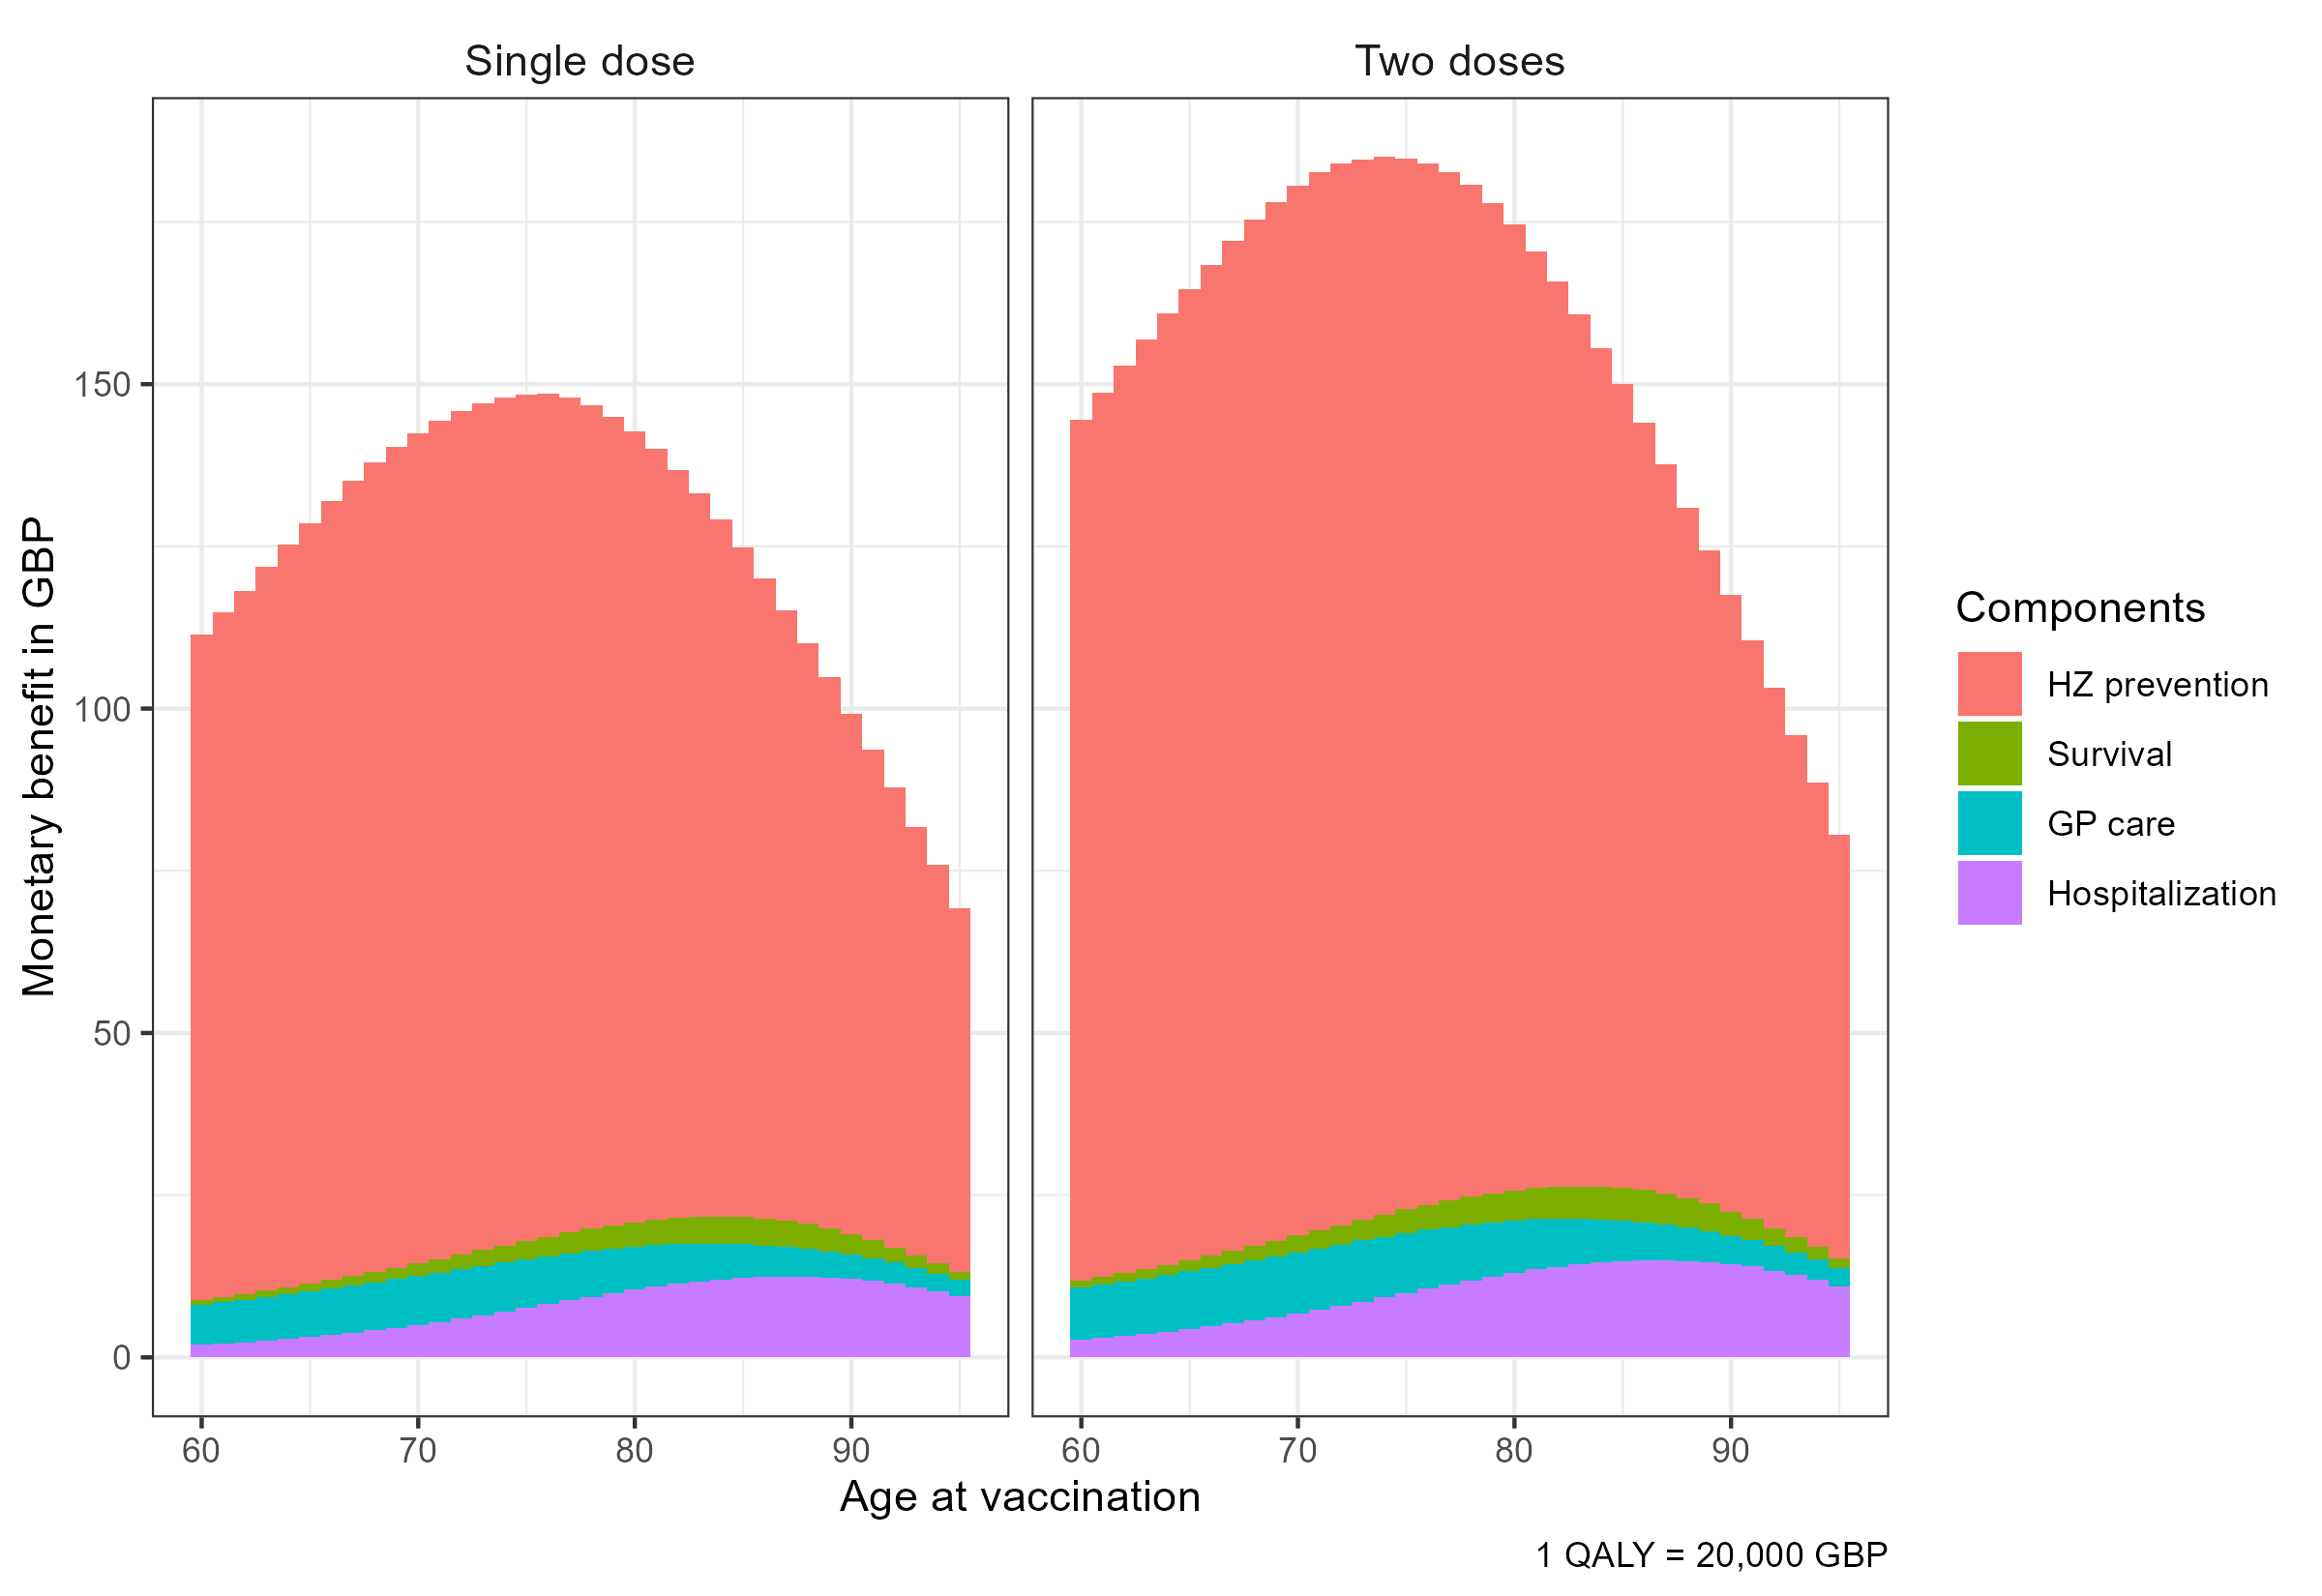 Single dose
Two doses
Monetary benefit in GBP
150
100
50
0
60
70
80
90
60
70
80
90
Age at vaccination
Components
HZ prevention
Survival
GP care
Hospitalization
1 QALY = 20,000 GBP